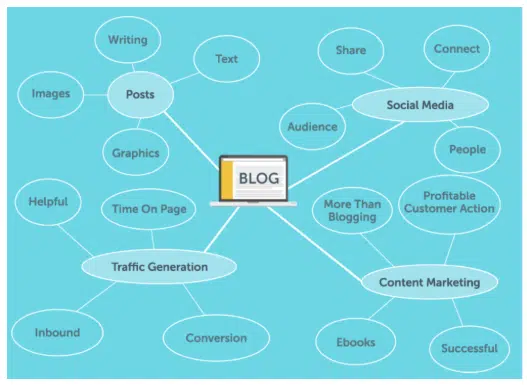 Writing
Text
Images
Posts
Graphics
Share
Connect
Social Media
Audience
People
BLOG
Helpful
Time On Page
Traffic Generation
Inbound
Conversion
More Than
Blogging
Profitable
Customer Action
Content Marketing
Ebooks
Successful